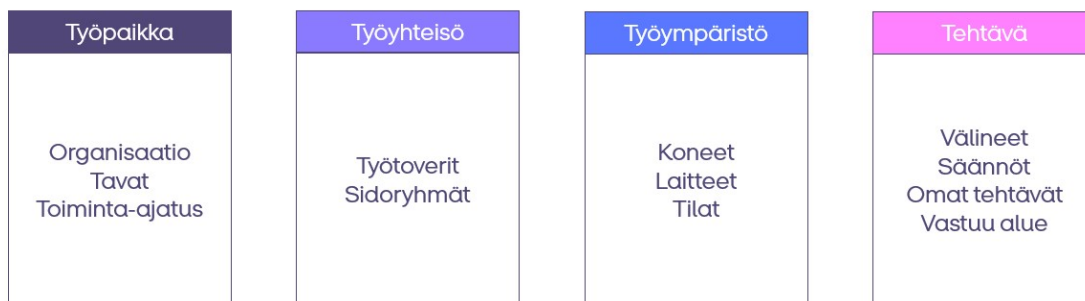 Työpaikka
Organisaatio
Tavat
Toiminta-ajatus
Työyhteisö
Työtoverit
Sidoryhmät
Työympäristö
Koneet
Laitteet
Tilat
Tehtävä
Välineet
Säännöt
Omat tehtävät
Vastuu alue